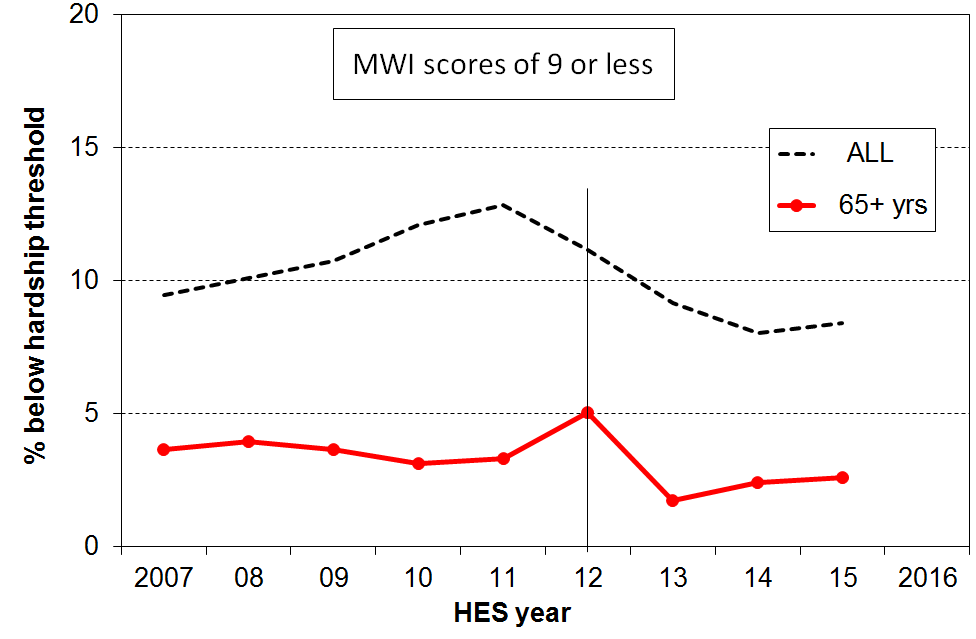 MWI scores of 9 or less
ALL
65+ yrs
% below hardship threshold
20
15
10
5
0
2007 08 09 10 11 12 13 14 15 2016
HES year